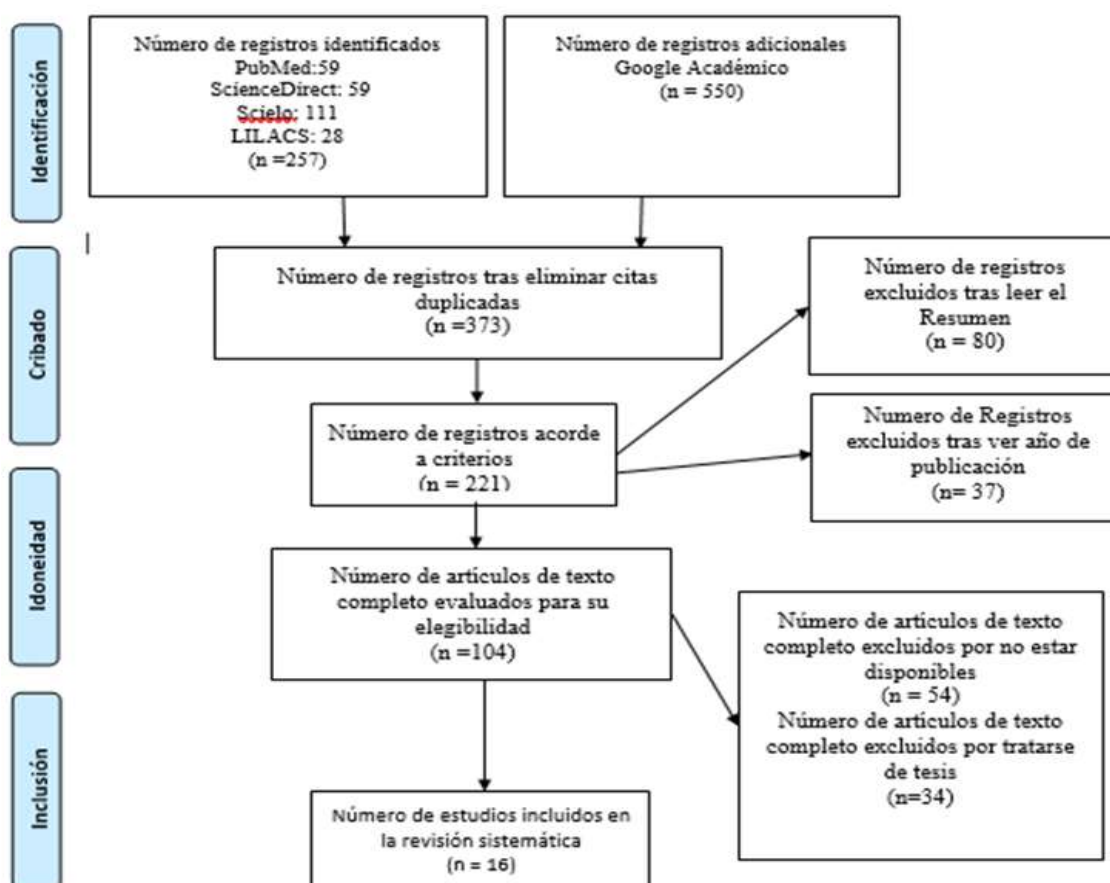 Identificación
Número de registros identificados
PubMed:59
ScienceDirect: 59
Scielo: 111
LILACS: 28
(n =257)
Número de registros adicionales
Google Académico
(n = 550)
Cribado
Número de registros tras eliminar citas
duplicadas
(n =373)
Número de registros
excluidos tras leer el
Resumen
(n = 80)
Número de registros acorde
a criterios
(n = 221)
Numero de Registros
excluidos tras ver año de
publicación
(n= 37)
Idoneidad
Número de artículos de texto
completo evaluados para su
elegibilidad
(n =104)
Número de artículos de texto
completo excluidos por no estar
disponibles
(n = 54)
Número de artículos de texto
completo excluidos por tratarse
de tesis
(n=34)
Inclusión
Número de estudios incluidos en
la revisión sistemática
(n = 16)